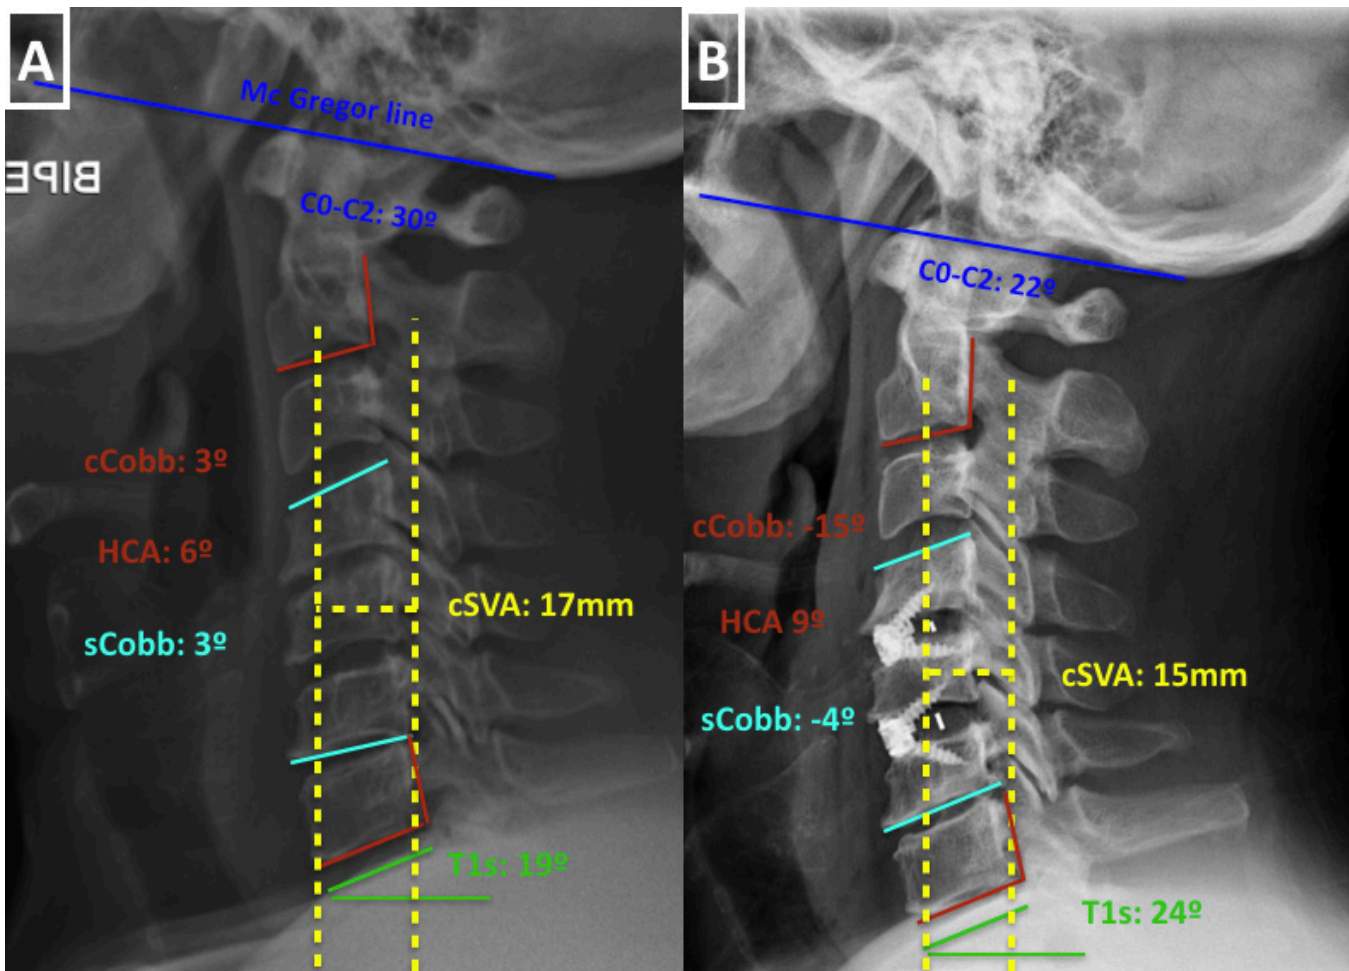 A
Mc Gregor line
BIPE
C0-C2: 30º
cCobb: 3º
HCA: 6º
cSVA: 17mm
sCobb: 3º
T1s: 19º
B
C0-C2: 22º
cCobb: -15º
HCA 9º
cSVA: 15mm
sCobb: -4º
T1s: 24º